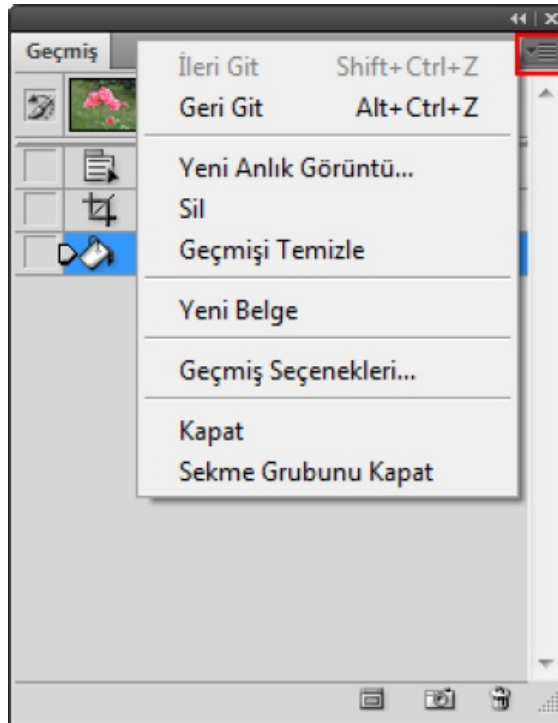 Geçmiş
İleri Git Shift+Ctrl+Z
Geri Git Alt+Ctrl+Z
Yeni Anlık Görüntü...
Sil
Geçmişi Temizle
Yeni Belge
Geçmiş Seçenekleri...
Kapat
Sekme Grubunu Kapat